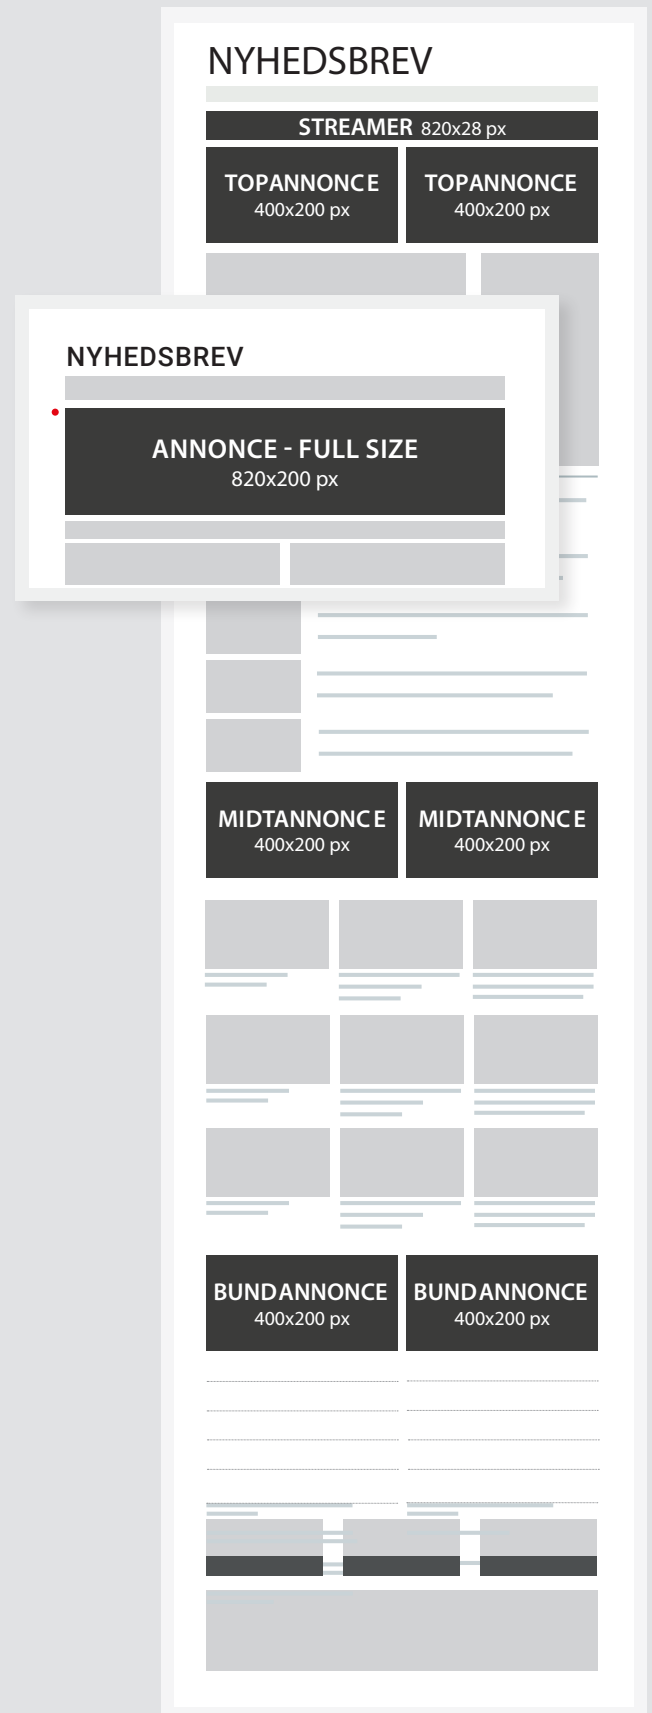 NYHEDSBREV
STREAMER 820x28 px
TOPANNONCE
400x200 px
TOPANNONCE
400x200 px
NYHEDSBREV
ANNONCE - FULL SIZE
820x200 px
MIDTANNONCE
400x200 px
MIDTANNONCE
400x200 px
BUNDANNONCE
400x200 px
BUNDANNONCE
400x200 px